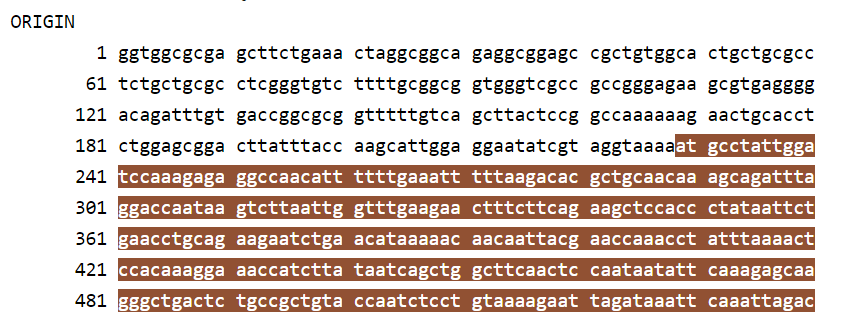 ORIGIN
1 ggtggcgcga gcttctgaaa ctaggcggca gaggcggagc cgctgtggca ctgctgcgcc
61 tctgctgcgc ctcgggtgtc ttttgcggcg gtgggtcgcc gccgggagaa gcgtgagggg
121 acagatttgt gaccggcgcg gtttttgtca gcttactccg gccaaaaaag aactgcacct
181 ctggagcgga cttatttacc aagcattgga ggaatatcgt aggtaaaaat gcctattgga
241 tccaaagaga ggccaacatt ttttgaaatt tttaagacac gctgcaacaa agcagattta
301 ggaccaataa gtcttaattg gtttgaagaa ctttcttcag aagctccacc ctataattct
361 gaacctgcag aagaatctga acataaaaac aacaattacg aaccaaacct atttaaaact
421 ccacaaagga aaccatctta taatcagctg gcttcaactc caataatatt caaagagcaa
481 gggctgactc tgccgctgta ccaatctcct gtaaaagaat tagataaatt caaattagac